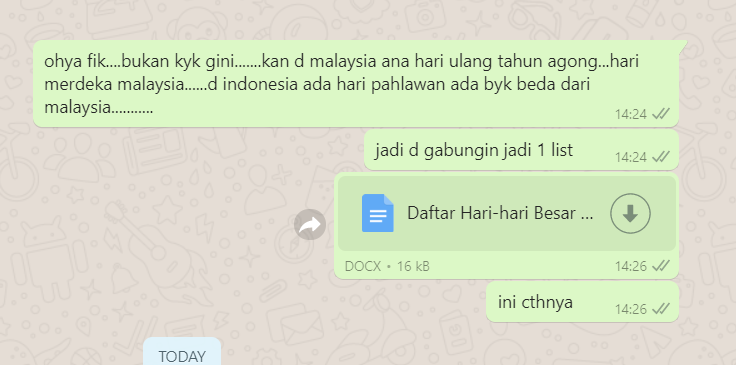 ohya fik....bukan kyk gini.......kan d malaysia ana hari ulang tahun agong...hari
merdeka malaysia......d indonesia ada hari pahlawan ada byk beda dari
malaysia...........
14:24
jadi d gabungin jadi 1 list
14:24
Daftar Hari-hari Besar ...
DOCX • 16 kB
14:26
ini cthnya
14:26
TODAY